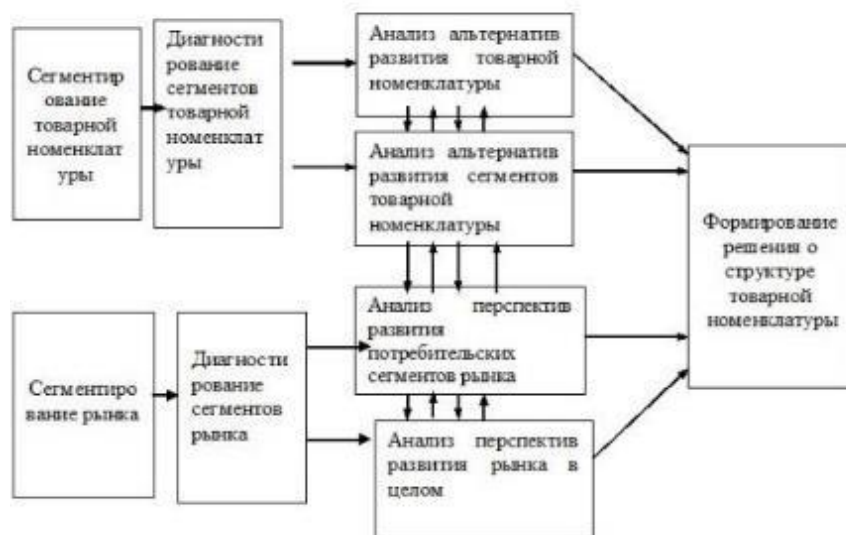 Сегментир
ование
товарной
номенклат
уры
Диагности
рование
сегментов
товарной
номенклат
уры
Анализ альтернатив
развития товарной
номенклатуры
Анализ альтернатив
развития сегментов
товарной
номенклатуры
Сегментиро
вание рынка
Диагности
рование
сегментов
рынка
Анализ перспектив
развития
потребительских
сегментов рынка
Анализ перспектив
развития рынка в
целом
Формирование
решения о
структуре
товарной
номенклатуры